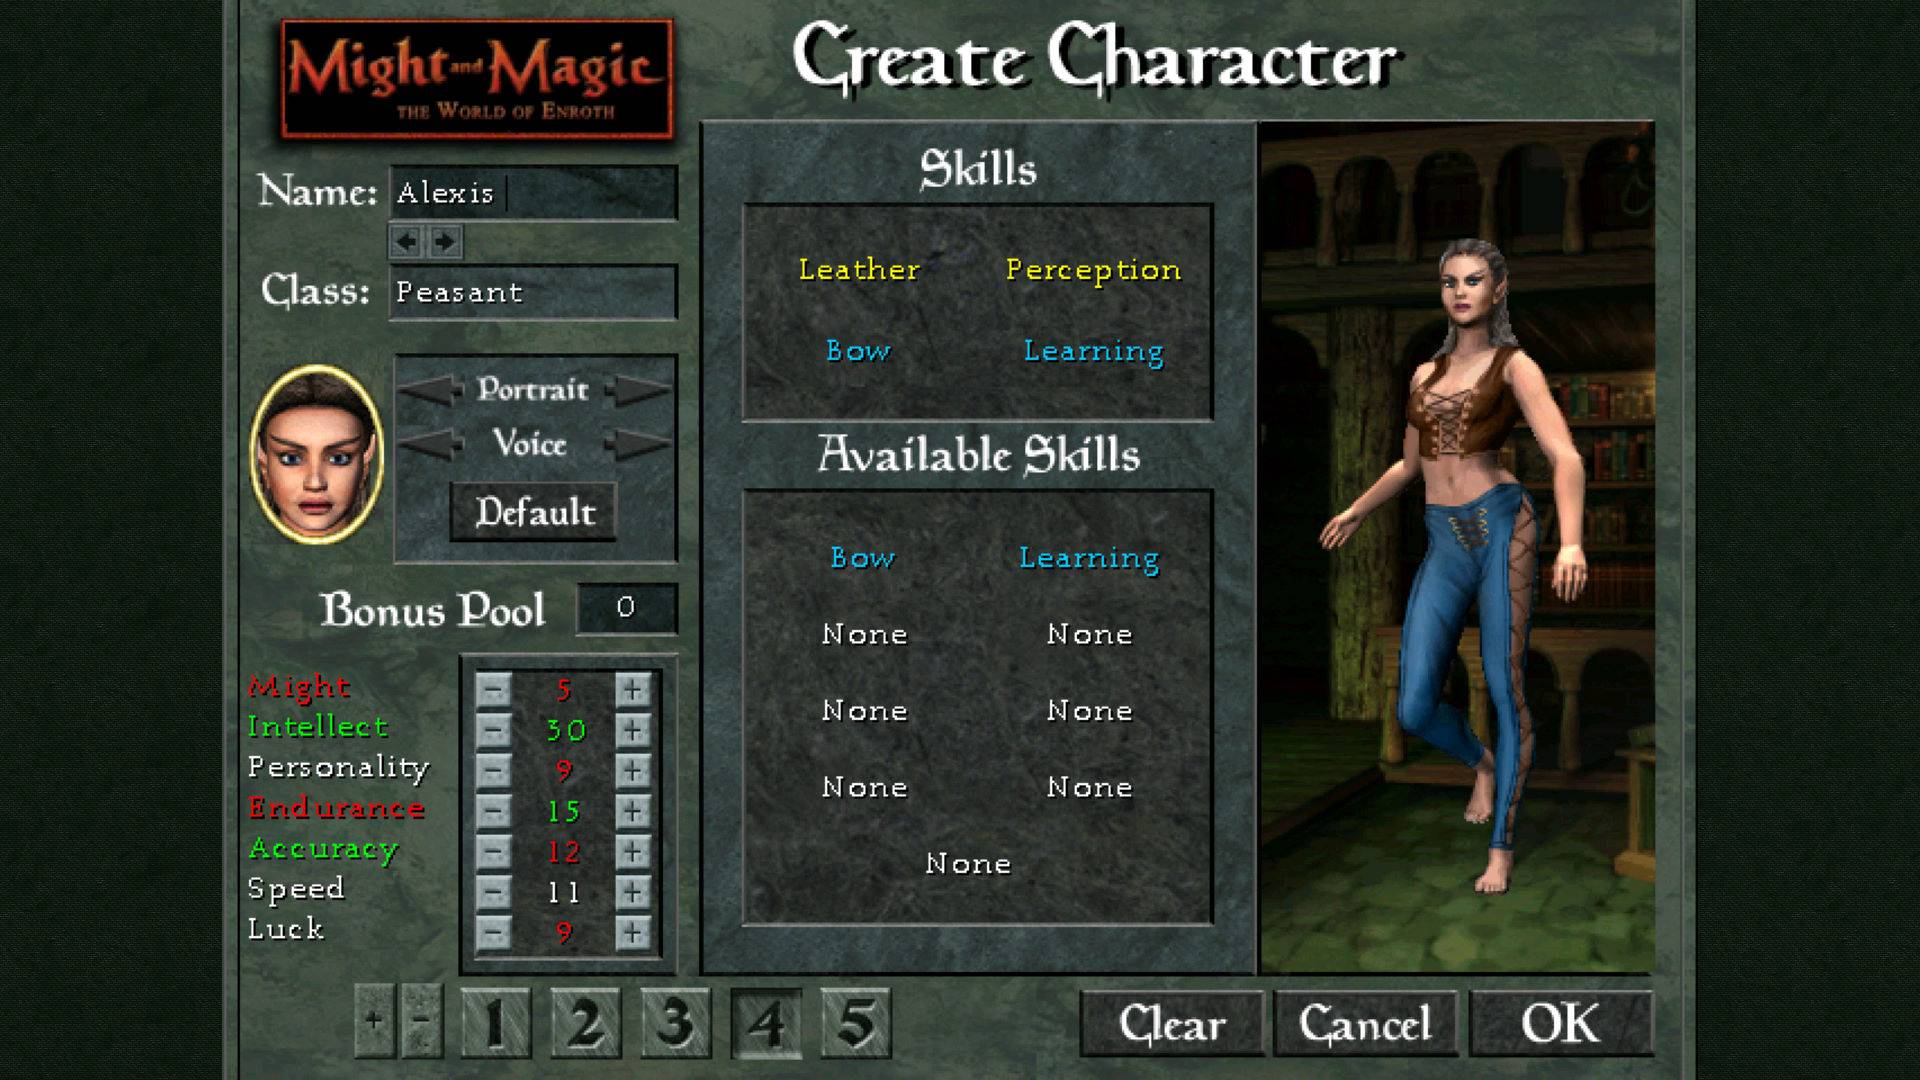 Might and Magic
THE WORLD OF ENROTH
Create Character
Name: Alexis
Class: Peasant
Portrait
Voice
Default
Bonus Pool 0
Might - 5 +
Intellect - 30 +
Personality - 9 +
Endurance - 15 +
Accuracy - 12 +
Speed - 11 +
Luck - 9 +
+ - 1 2 3 4 5
Skills
Leather Perception
Bow Learning
Available Skills
Bow Learning
None None
None None
None None
None
Clear Cancel OK